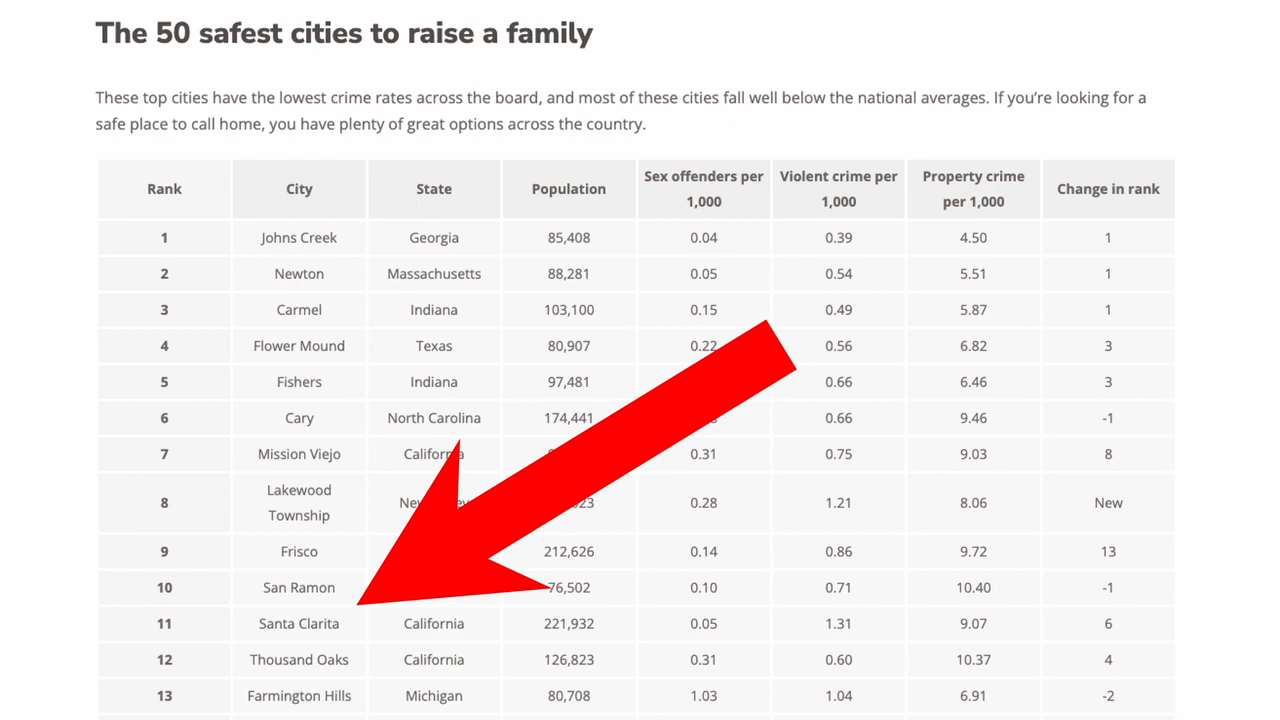 The 50 safest cities to raise a family
These top cities have the lowest crime rates across the board, and most of these cities fall well below the national averages. If you’re looking for a
safe place to call home, you have plenty of great options across the country.
Rank City State Population Sex offenders per 1,000 Violent crime per 1,000 Property crime per 1,000 Change in rank
1 Johns Creek Georgia 85,408 0.04 0.39 4.50 1
2 Newton Massachusetts 88,281 0.05 0.54 5.51 1
3 Carmel Indiana 103,100 0.15 0.49 5.87 1
4 Flower Mound Texas 80,907 0.22 0.56 6.82 3
5 Fishers Indiana 97,481 0.66 6.46 3
6 Cary North Carolina 174,441 0.66 9.46 -1
7 Mission Viejo California 0.31 0.75 9.03 8
8 Lakewood Township 0.28 1.21 8.06 New
9 Frisco 212,626 0.14 0.86 9.72 13
10 San Ramon 76,502 0.10 0.71 10.40 -1
11 Santa Clarita California 221,932 0.05 1.31 9.07 6
12 Thousand Oaks California 126,823 0.31 0.60 10.37 4
13 Farmington Hills Michigan 80,708 1.03 1.04 6.91 -2